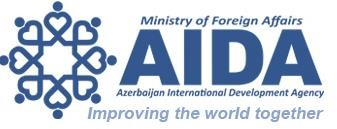 Ministry of Foreign Affairs
AIDA
Azerbaijan International Development Agency
Improving the world together